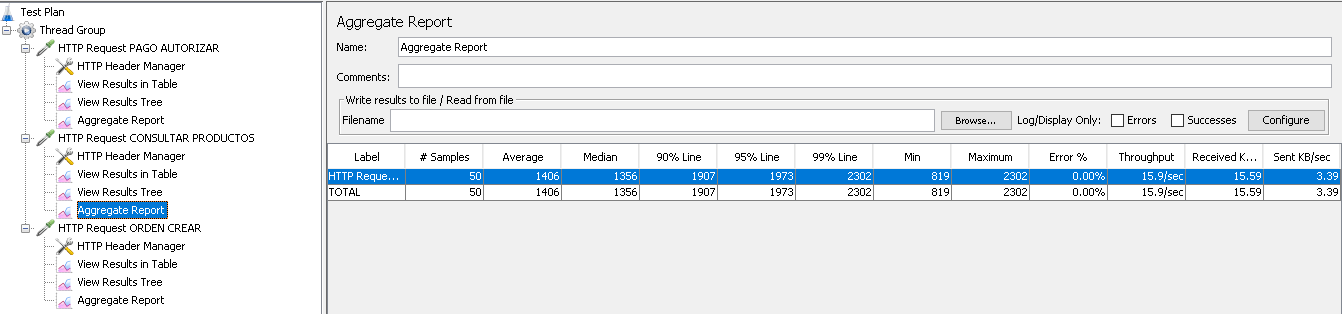 Test Plan
Thread Group
HTTP Request PAGO AUTORIZAR
HTTP Header Manager
View Results in Table
View Results Tree
Aggregate Report
HTTP Request CONSULTAR PRODUCTOS
HTTP Header Manager
View Results in Table
View Results Tree
Aggregate Report
HTTP Request ORDEN CREAR
HTTP Header Manager
View Results in Table
View Results Tree
Aggregate Report
Aggregate Report
Name: Aggregate Report
Comments:
Write results to file / Read from file
Filename Browse... Log/Display Only: Errors Successes Configure
Label # Samples Average Median 90% Line 95% Line 99% Line Min Maximum Error % Throughput Received K... Sent KB/sec
HTTP Reque... 50 1406 1356 1907 1973 2302 819 2302 0.00% 15.9/sec 15.59 3.39
TOTAL 50 1406 1356 1907 1973 2302 819 2302 0.00% 15.9/sec 15.59 3.39